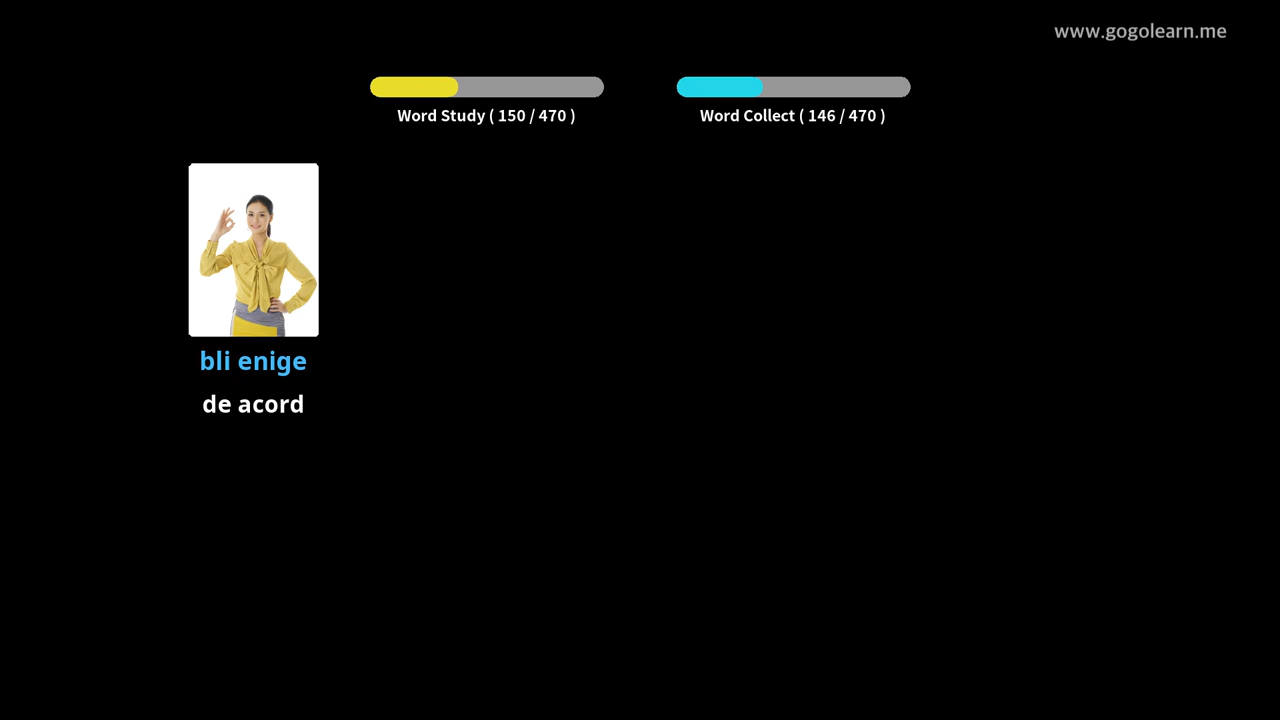 www.gogolearn.me
Word Study ( 150 / 470 )
Word Collect ( 146 / 470 )
bli enige
de acord